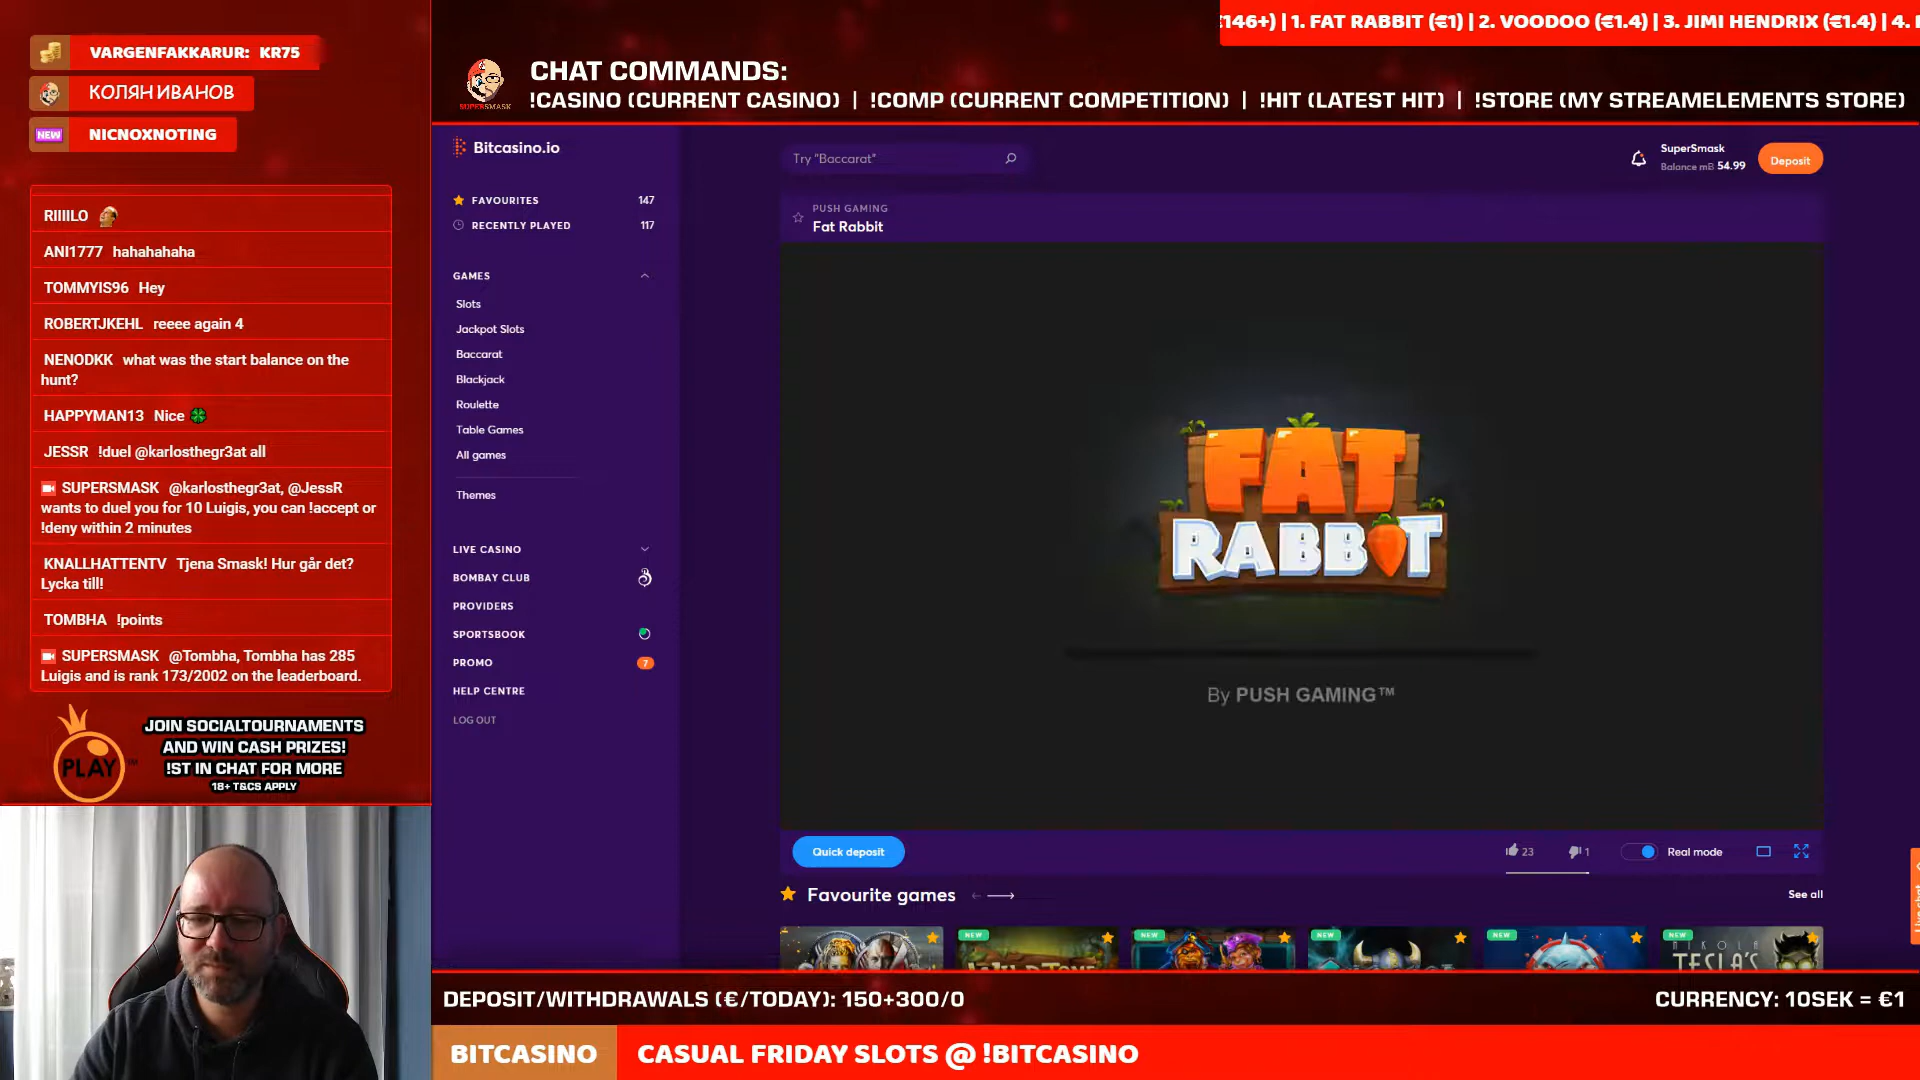 VARGENFAKKARUR: KR75
КОЛЯН ИВАНОВ
NEW NICNOXNOTING
RIIIILO
ANI1777 hahahahaha
TOMMYIS96 Hey
ROBERTJKEHL reeee again 4
NENODKK what was the start balance on the
hunt?
HAPPYMAN13 Nice
JESSR !duel @karlosthegr3at all
SUPERSMASK @karlosthegr3at, @JessR
wants to duel you for 10 Luigis, you can !accept or
!deny within 2 minutes
KNALLHATTENTV Tjena Smask! Hur går det?
Lycka till!
TOMBHA !points
SUPERSMASK @Tombha, Tombha has 285
Luigis and is rank 173/2002 on the leaderboard.
PLAY™
JOIN SOCIALTOURNAMENTS
AND WIN CASH PRIZES!
!ST IN CHAT FOR MORE
18+ T&CS APPLY
146+) | 1. FAT RABBIT (€1) | 2. VOODOO (€1.4) | 3. JIMI HENDRIX (€1.4) | 4.
SUPERSMASK
CHAT COMMANDS:
!CASINO (CURRENT CASINO) | !COMP (CURRENT COMPETITION) | !HIT (LATEST HIT) | !STORE (MY STREAMELEMENTS STORE)
Bitcasino.io
FAVOURITES 147
RECENTLY PLAYED 117
GAMES
Slots
Jackpot Slots
Baccarat
Blackjack
Roulette
Table Games
All games
Themes
LIVE CASINO
BOMBAY CLUB
PROVIDERS
SPORTSBOOK
PROMO 7
HELP CENTRE
LOG OUT
Try "Baccarat"
SuperSmask
Balance mB 54.99
Deposit
PUSH GAMING
Fat Rabbit
FAT
RABBIT
By PUSH GAMING™
Quick deposit
23
1
Real mode
Favourite games
See all
NEW
NEW
NEW
NEW
NEW
NIKOLA
TESLA'S
DEPOSIT/WITHDRAWALS (€/TODAY): 150+300/0
CURRENCY: 10SEK = €1
BITCASINO
CASUAL FRIDAY SLOTS @ !BITCASINO